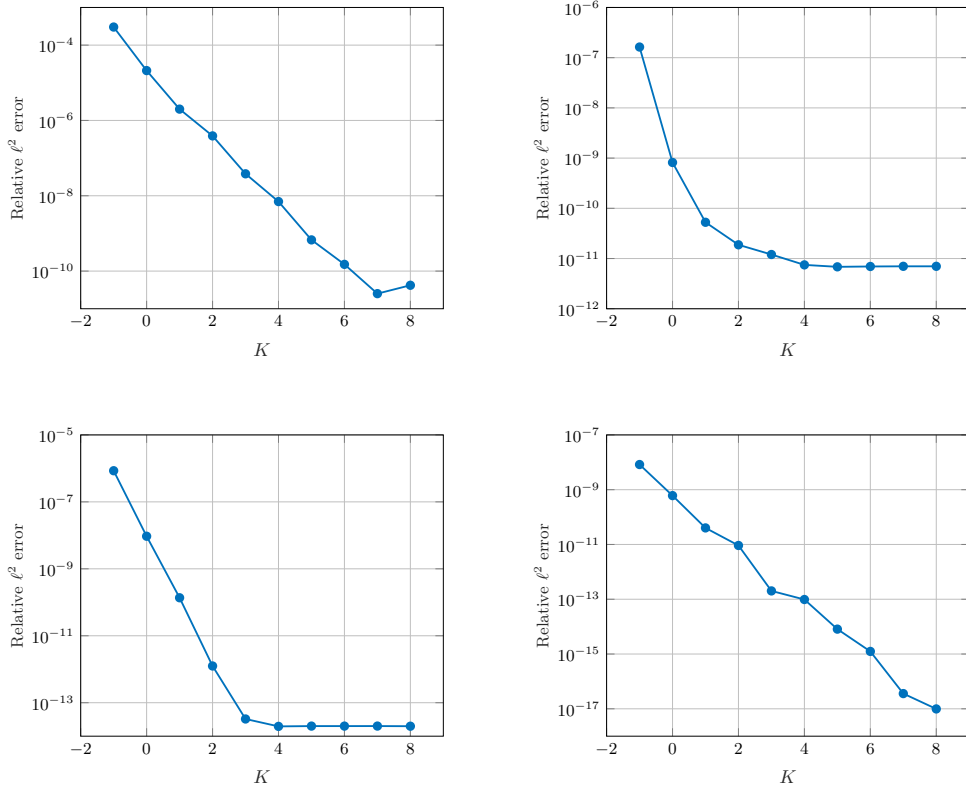 10⁻⁴
10⁻⁶
10⁻⁸
10⁻¹⁰
Relative ℓ² error
−2 0 2 4 6 8
K
10⁻⁶
10⁻⁷
10⁻⁸
10⁻⁹
10⁻¹⁰
10⁻¹¹
10⁻¹²
Relative ℓ² error
−2 0 2 4 6 8
K
10⁻⁵
10⁻⁷
10⁻⁹
10⁻¹¹
10⁻¹³
Relative ℓ² error
−2 0 2 4 6 8
K
10⁻⁷
10⁻⁹
10⁻¹¹
10⁻¹³
10⁻¹⁵
10⁻¹⁷
Relative ℓ² error
−2 0 2 4 6 8
K